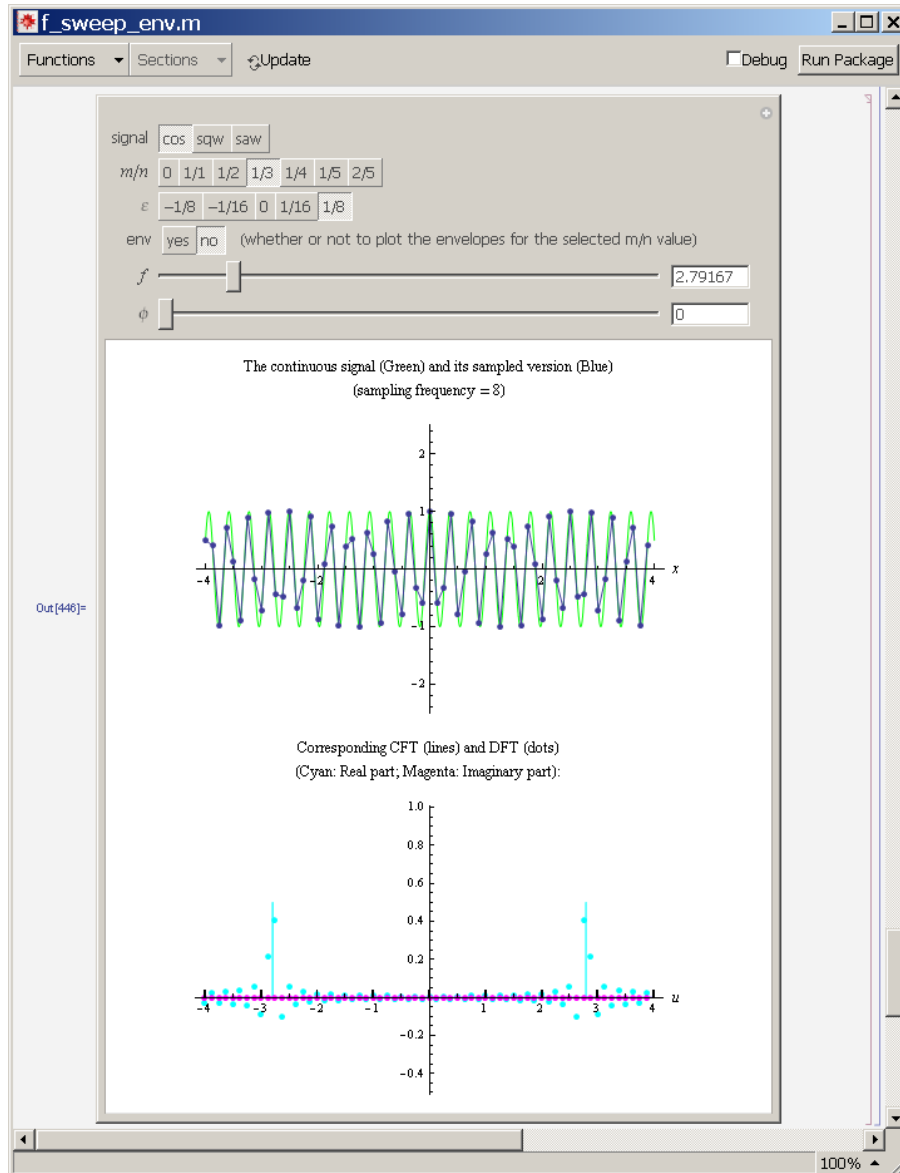 f_sweep_env.m
Functions Sections Update Debug Run Package
signal cos sqw saw
m/n 0 1/1 1/2 1/3 1/4 1/5 2/5
ε −1/8 −1/16 0 1/16 1/8
env yes no (whether or not to plot the envelopes for the selected m/n value)
f 2.79167
ϕ 0
The continuous signal (Green) and its sampled version (Blue)
(sampling frequency = 8)
2
1
-4 -2 2 4 x
Out[446]=
-1
-2
Corresponding CFT (lines) and DFT (dots)
(Cyan: Real part; Magenta: Imaginary part):
1.0
0.8
0.6
0.4
0.2
-4 -3 -2 -1 1 2 3 4 u
-0.2
-0.4
100%